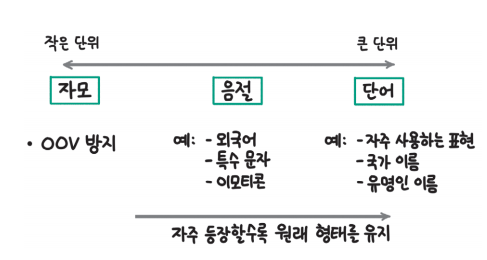 작은 단위
큰 단위
자모
음절
단어
• OOV 방지
예: - 외국어
- 특수 문자
- 이모티콘
예: - 자주 사용하는 표현
- 국가 이름
- 유명인 이름
자주 등장할수록 원래 형태를 유지